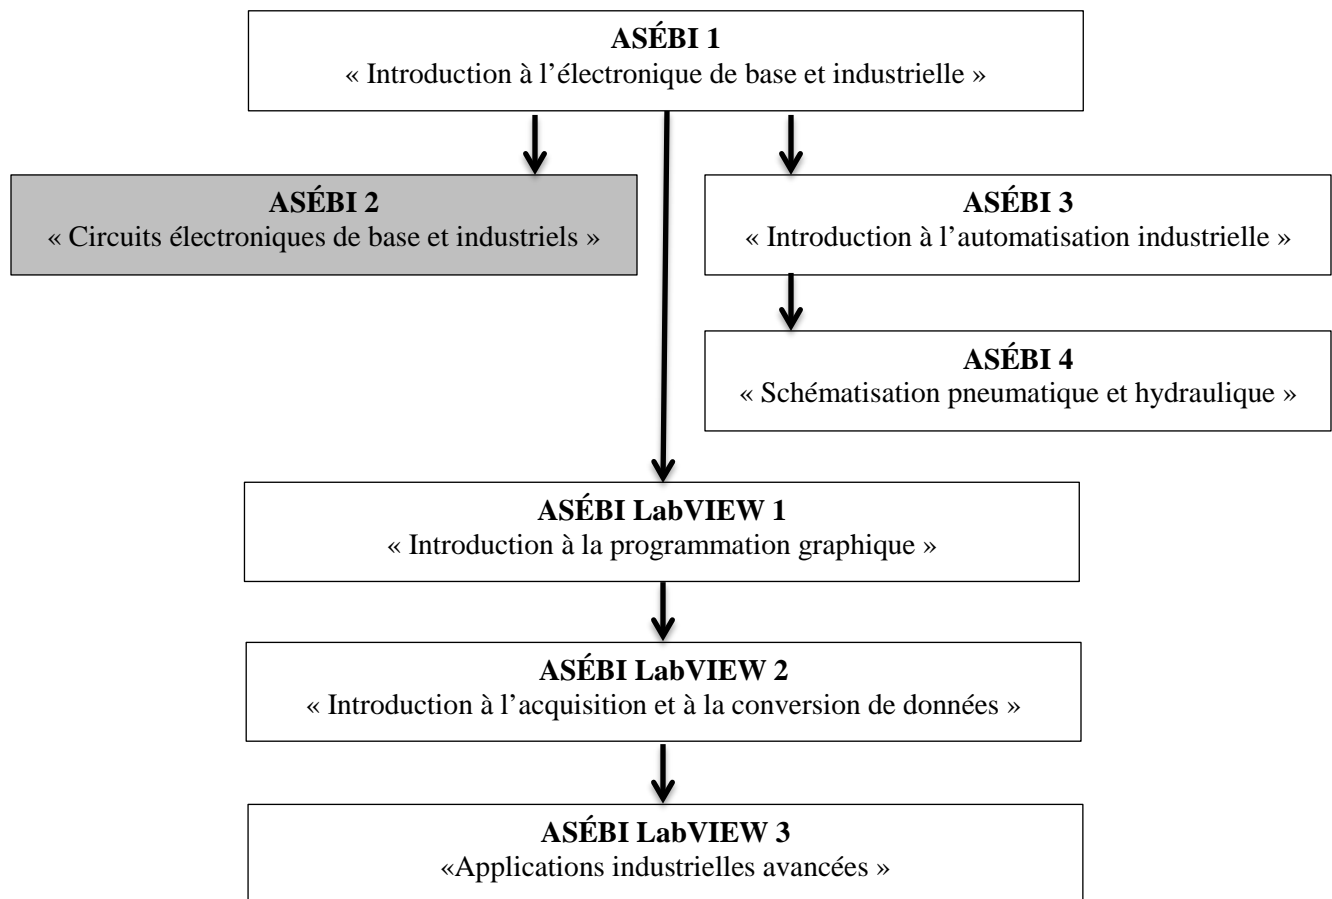 ASÉBI 1
« Introduction à l’électronique de base et industrielle »
ASÉBI 2
« Circuits électroniques de base et industriels »
ASÉBI 3
« Introduction à l’automatisation industrielle »
ASÉBI 4
« Schématisation pneumatique et hydraulique »
ASÉBI LabVIEW 1
« Introduction à la programmation graphique »
ASÉBI LabVIEW 2
« Introduction à l’acquisition et à la conversion de données »
ASÉBI LabVIEW 3
«Applications industrielles avancées »